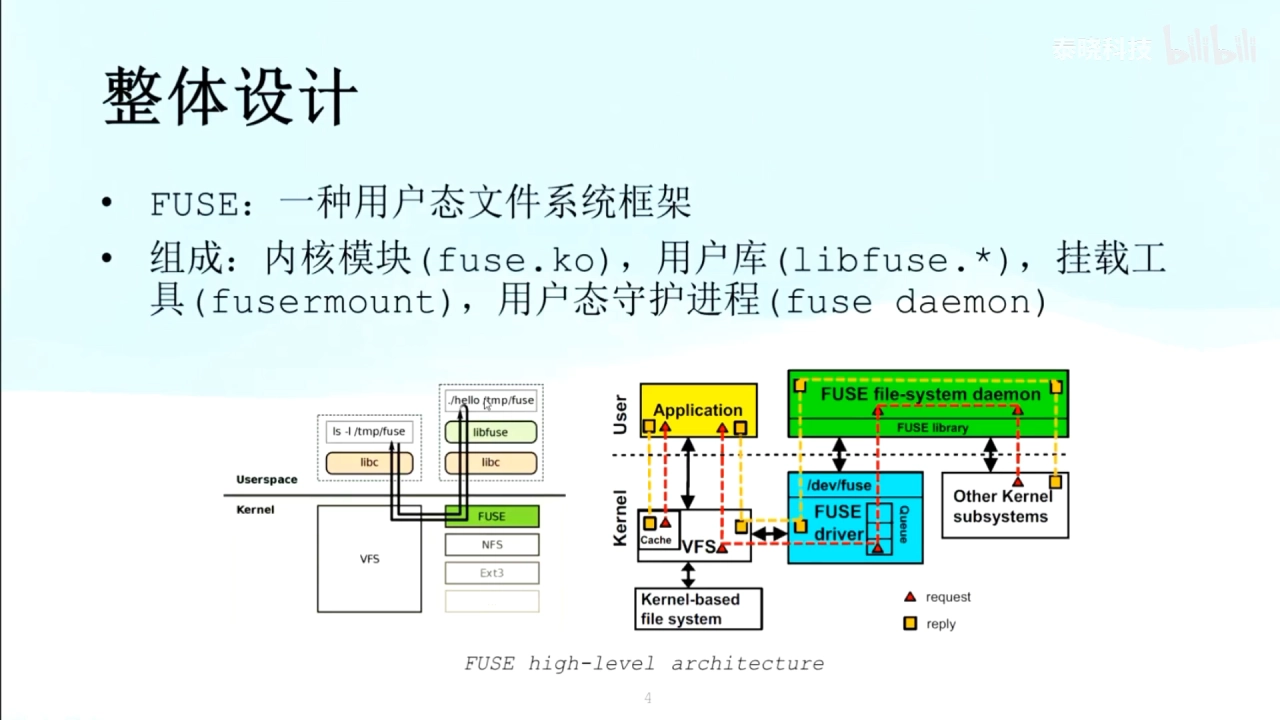 泰晓科技 bilibili
整体设计
• FUSE：一种用户态文件系统框架
• 组成：内核模块(fuse.ko)，用户库(libfuse.*)，挂载工
具(fusermount)，用户态守护进程(fuse daemon)
./hello /tmp/fuse
ls -l /tmp/fuse
libfuse
libc
libc
Userspace
Kernel
FUSE
NFS
VFS
Ext3
User
Application
FUSE file-system daemon
FUSE library
Kernel
/dev/fuse
FUSE
driver
Queue
Other Kernel
subsystems
Cache
VFS
Kernel-based
file system
request
reply
FUSE high-level architecture
4